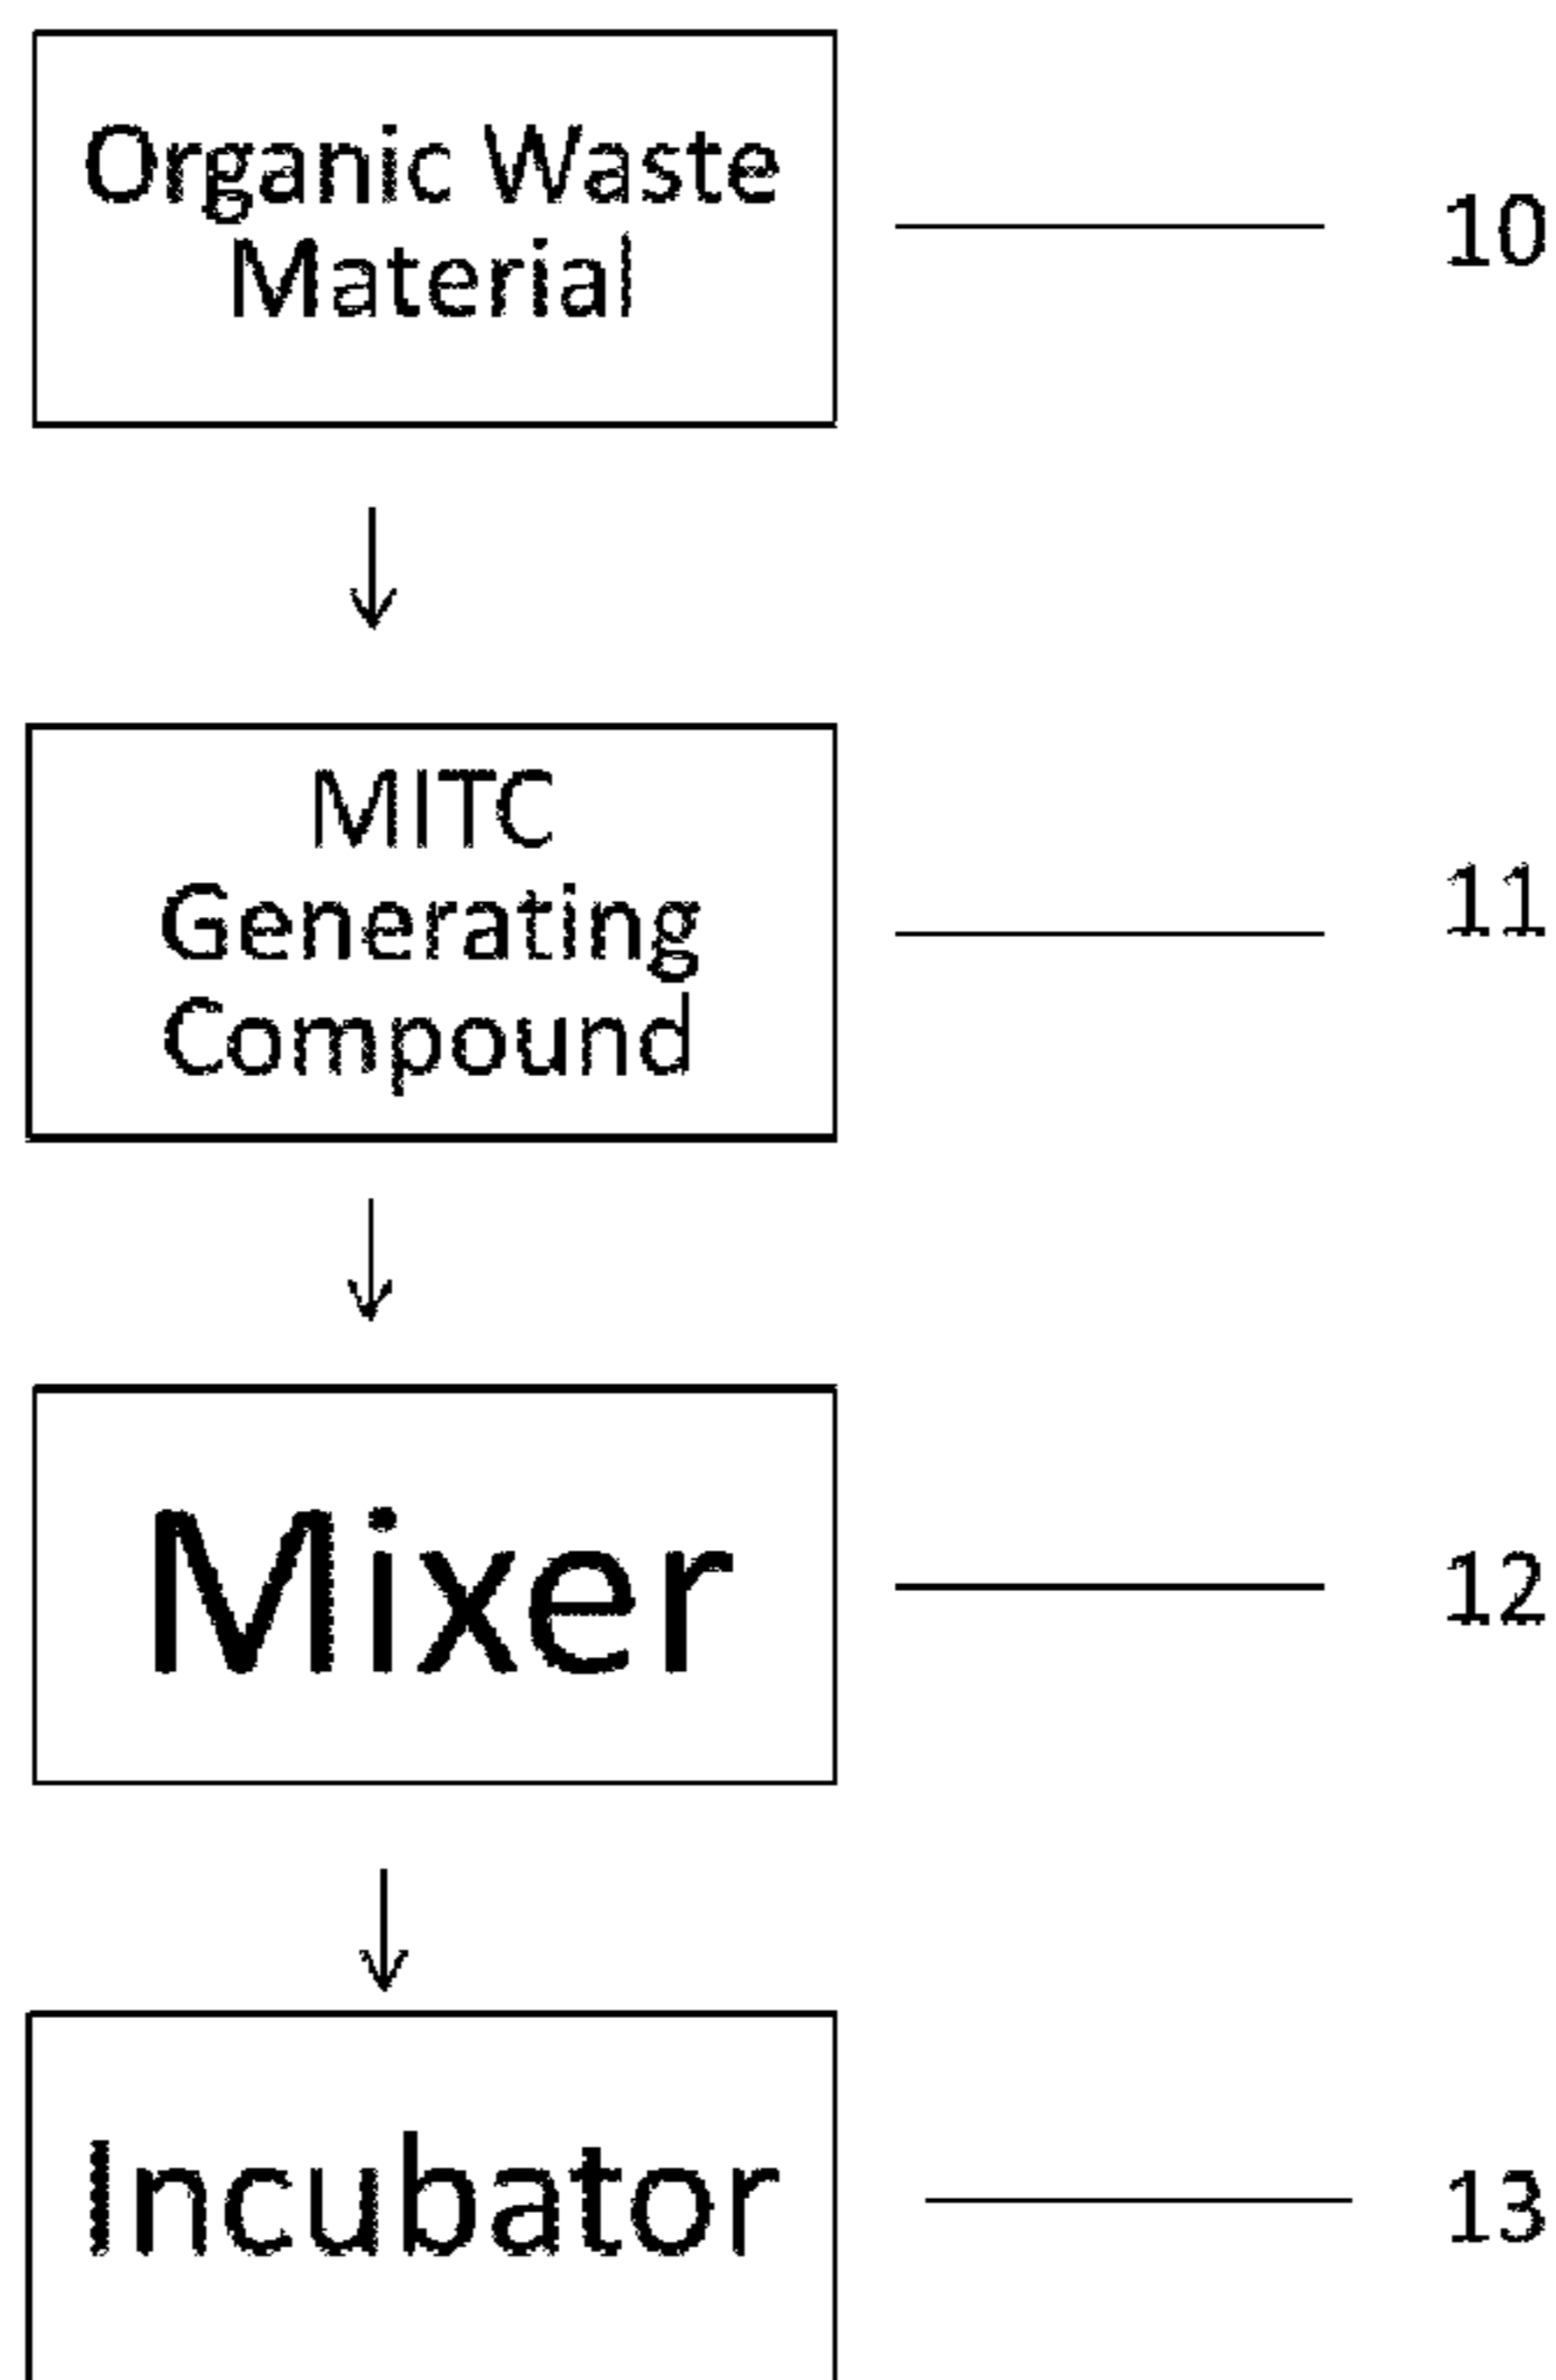 Organic Waste
Material
10
MITC
Generating
Compound
11
Mixer
12
Incubator
13